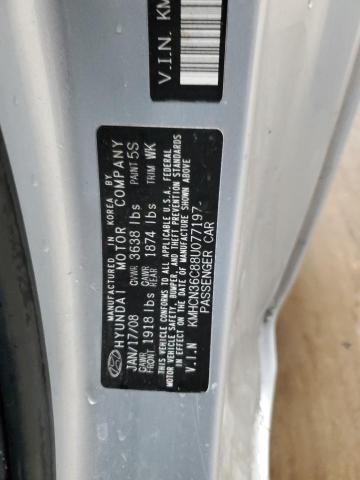 V.I.N. KM
MANUFACTURED IN KOREA BY
HYUNDAI MOTOR COMPANY
JAN/17/08 GVWR 3638 lbs PAINT 5S
GAWR FRONT 1918 lbs GAWR REAR 1874 lbs TRIM WK
THIS VEHICLE CONFORMS TO ALL APPLICABLE U.S.A. FEDERAL
MOTOR VEHICLE SAFETY, BUMPER, AND THEFT PREVENTION STANDARDS
IN EFFECT ON THE DATE OF MANUFACTURE SHOWN ABOVE
V.I.N KMHCN36C88U077197
PASSENGER CAR